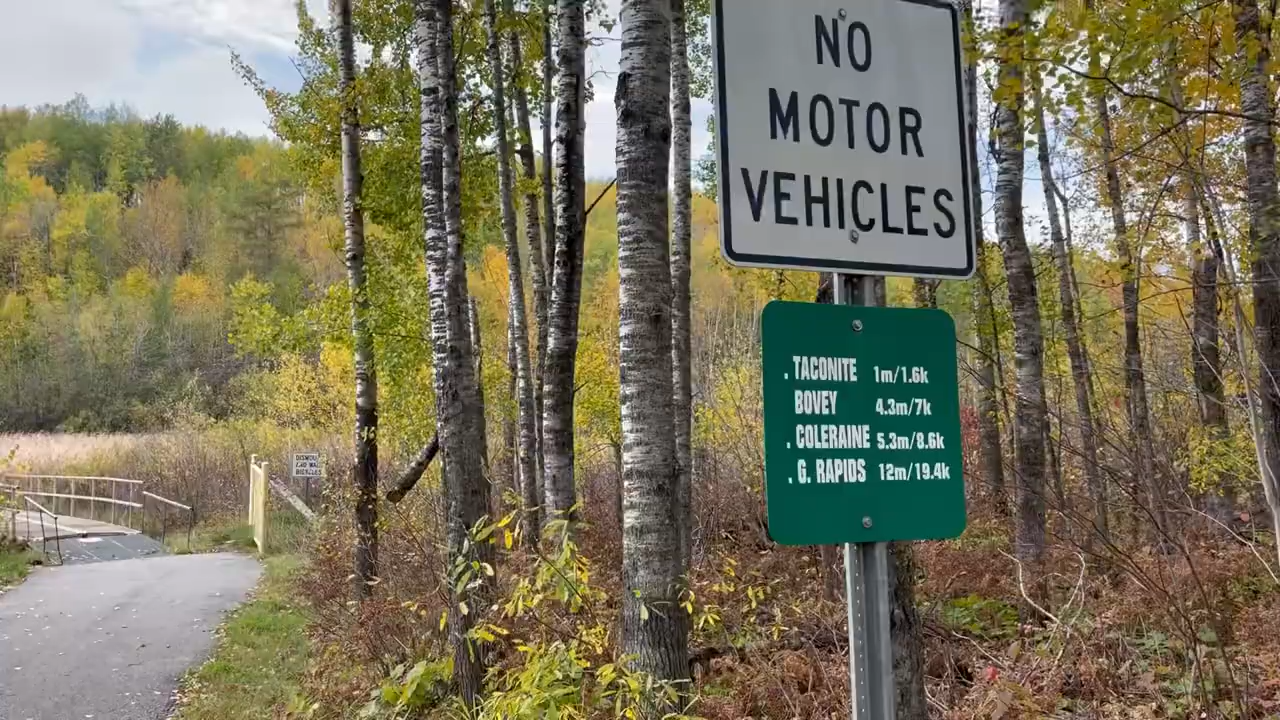 NO
MOTOR
VEHICLES
. TACONITE 1m/1.6k
BOVEY 4.3m/7k
. COLERAINE 5.3m/8.6k
. G. RAPIDS 12m/19.4k
BICYCLES